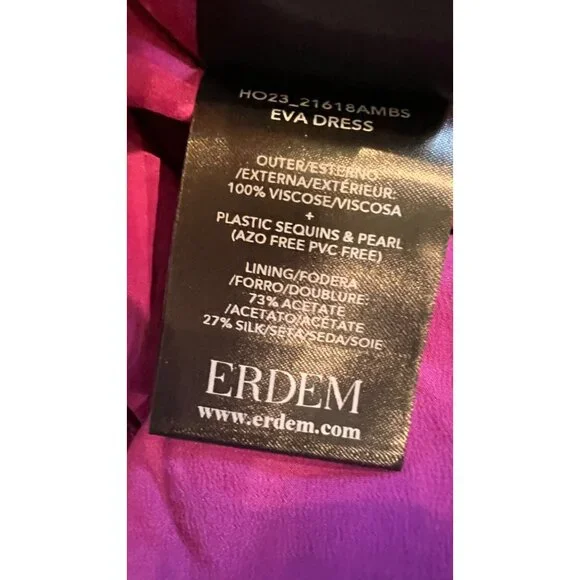 HO23_21618AMBS
EVA DRESS
OUTER/ESTERNO
/EXTERNA/EXTÉRIEUR:
100% VISCOSE/VISCOSA
+
PLASTIC SEQUINS & PEARL
(AZO FREE PVC FREE)
LINING/FODERA
/FORRO/DOUBLURE:
73% ACETATE
/ACETATO/ACÉTATE
27% SILK/SETA/SEDA/SOIE
ERDEM
www.erdem.com